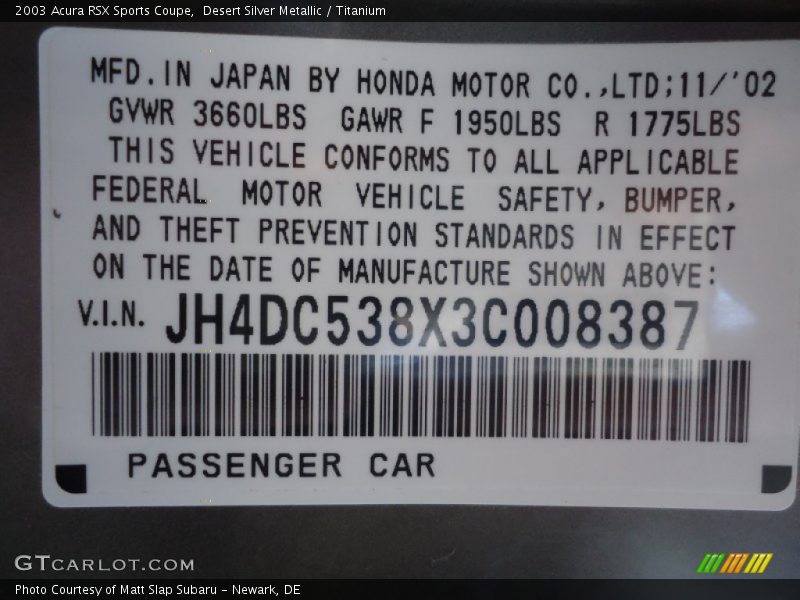 2003 Acura RSX Sports Coupe,  Desert Silver Metallic / Titanium
MFD. IN JAPAN BY HONDA MOTOR CO.,LTD;11/'02
GVWR 3660LBS GAWR F 1950LBS R 1775LBS
THIS VEHICLE CONFORMS TO ALL APPLICABLE
FEDERAL MOTOR VEHICLE SAFETY, BUMPER,
AND THEFT PREVENTION STANDARDS IN EFFECT
ON THE DATE OF MANUFACTURE SHOWN ABOVE:
V.I.N. JH4DC538X3C008387
PASSENGER CAR
GTCARLOT.COM
Photo Courtesy of Matt Slap Subaru - Newark, DE